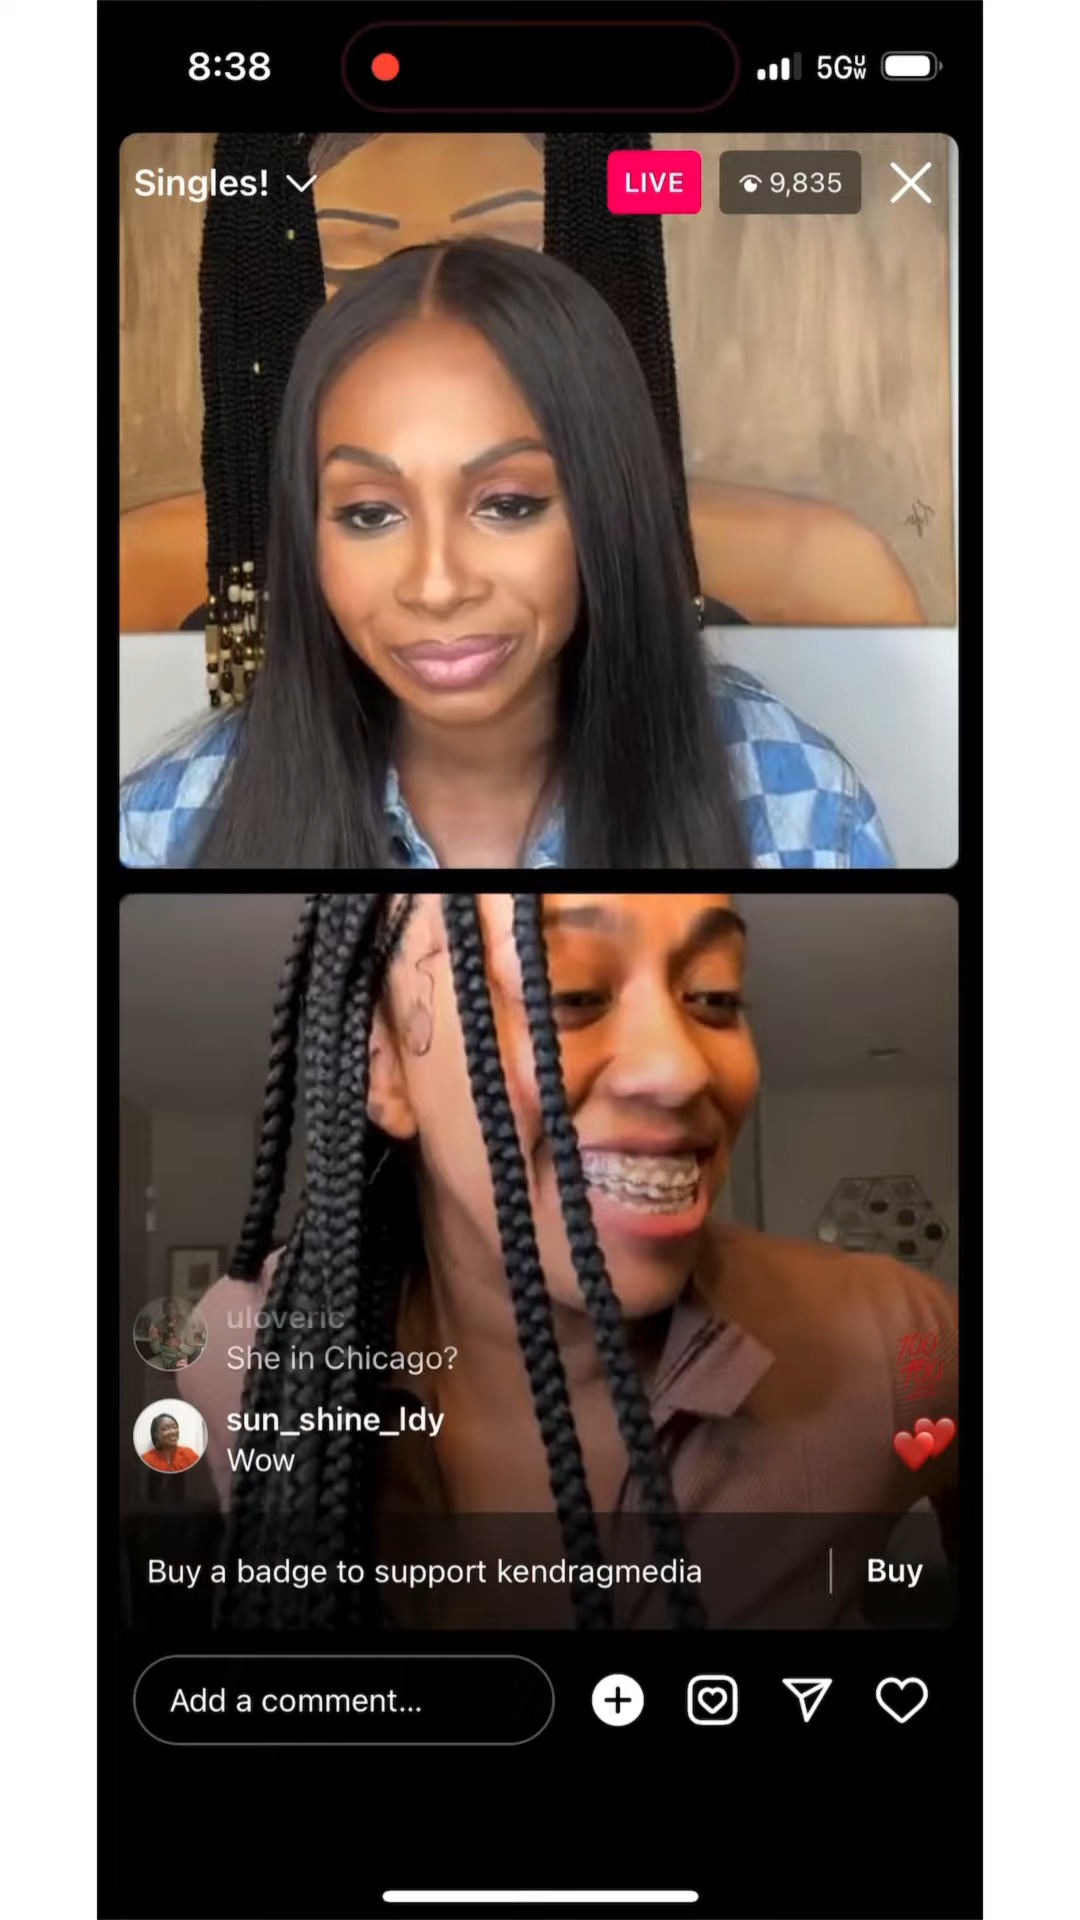 8:38
5GUW
Singles!
LIVE
9,835
uloveric
She in Chicago?
sun_shine_ldy
Wow
Buy a badge to support kendragmedia
Buy
Add a comment...